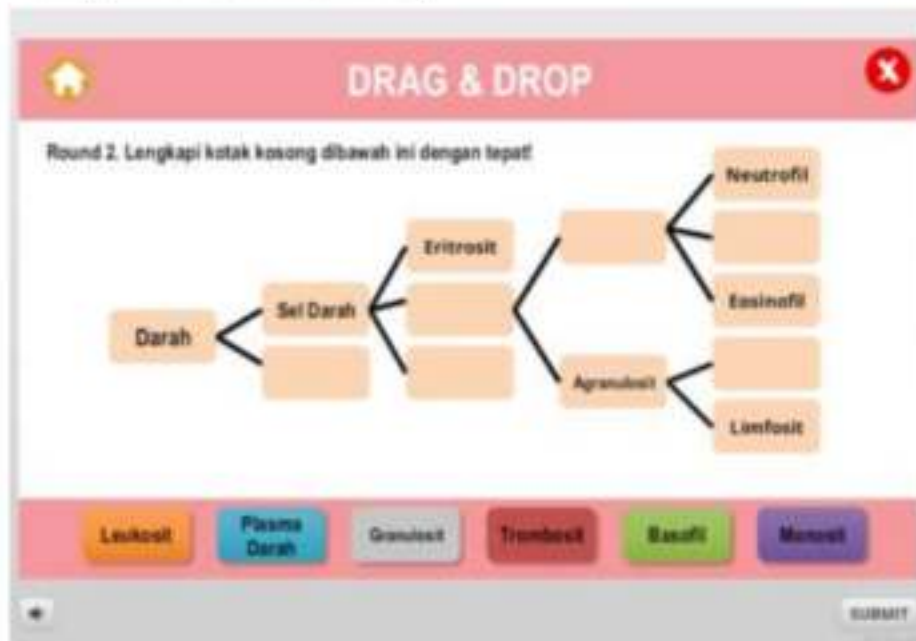 DRAG & DROP
Round 2. Lengkapi kotak kosong dibawah ini dengan tepat!
Neutrofil
Eritrosit
Sel Darah
Eosinofil
Darah
Agranulosit
Limfosit
Leukosit
Plasma
Darah
Granulosit
Trombosit
Basofil
Monosit
SUBMIT